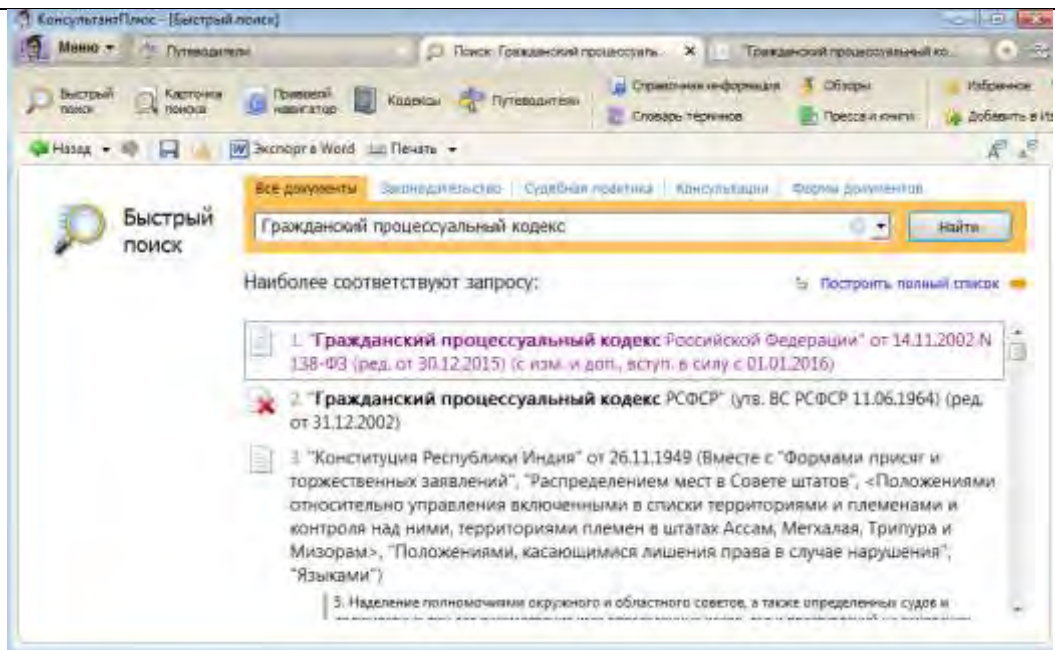 КонсультантПлюс - [Быстрый поиск]
Меню Путеводители Поиск: Гражданский процессуаль... "Гражданский процессуальный ко...
Быстрый поиск Карточка поиска Правовой навигатор Кодексы Путеводители Справочная информация Обзоры Избранное
Словарь терминов Пресса и книги Добавить в Из
Назад Экспорт в Word Печать
Все документы Законодательство Судебная практика Консультации Формы документов
Быстрый
поиск
Гражданский процессуальный кодекс Найти
Наиболее соответствуют запросу: Построить полный список
1. "Гражданский процессуальный кодекс Российской Федерации" от 14.11.2002 N
138-ФЗ (ред. от 30.12.2015) (с изм. и доп., вступ. в силу с 01.01.2016)
2. "Гражданский процессуальный кодекс РСФСР" (утв. ВС РСФСР 11.06.1964) (ред.
от 31.12.2002)
3. "Конституция Республики Индия" от 26.11.1949 (Вместе с "Формами присяг и
торжественных заявлений", "Распределением мест в Совете штатов", <Положениями
относительно управления включенными в списки территориями и племенами и
контроля над ними, территориями племен в штатах Ассам, Мегхалая, Трипура и
Мизорам>, "Положениями, касающимися лишения права в случае нарушения",
"Языками")
5. Наделение полномочиями окружного и областного советов, а также определенных судов и